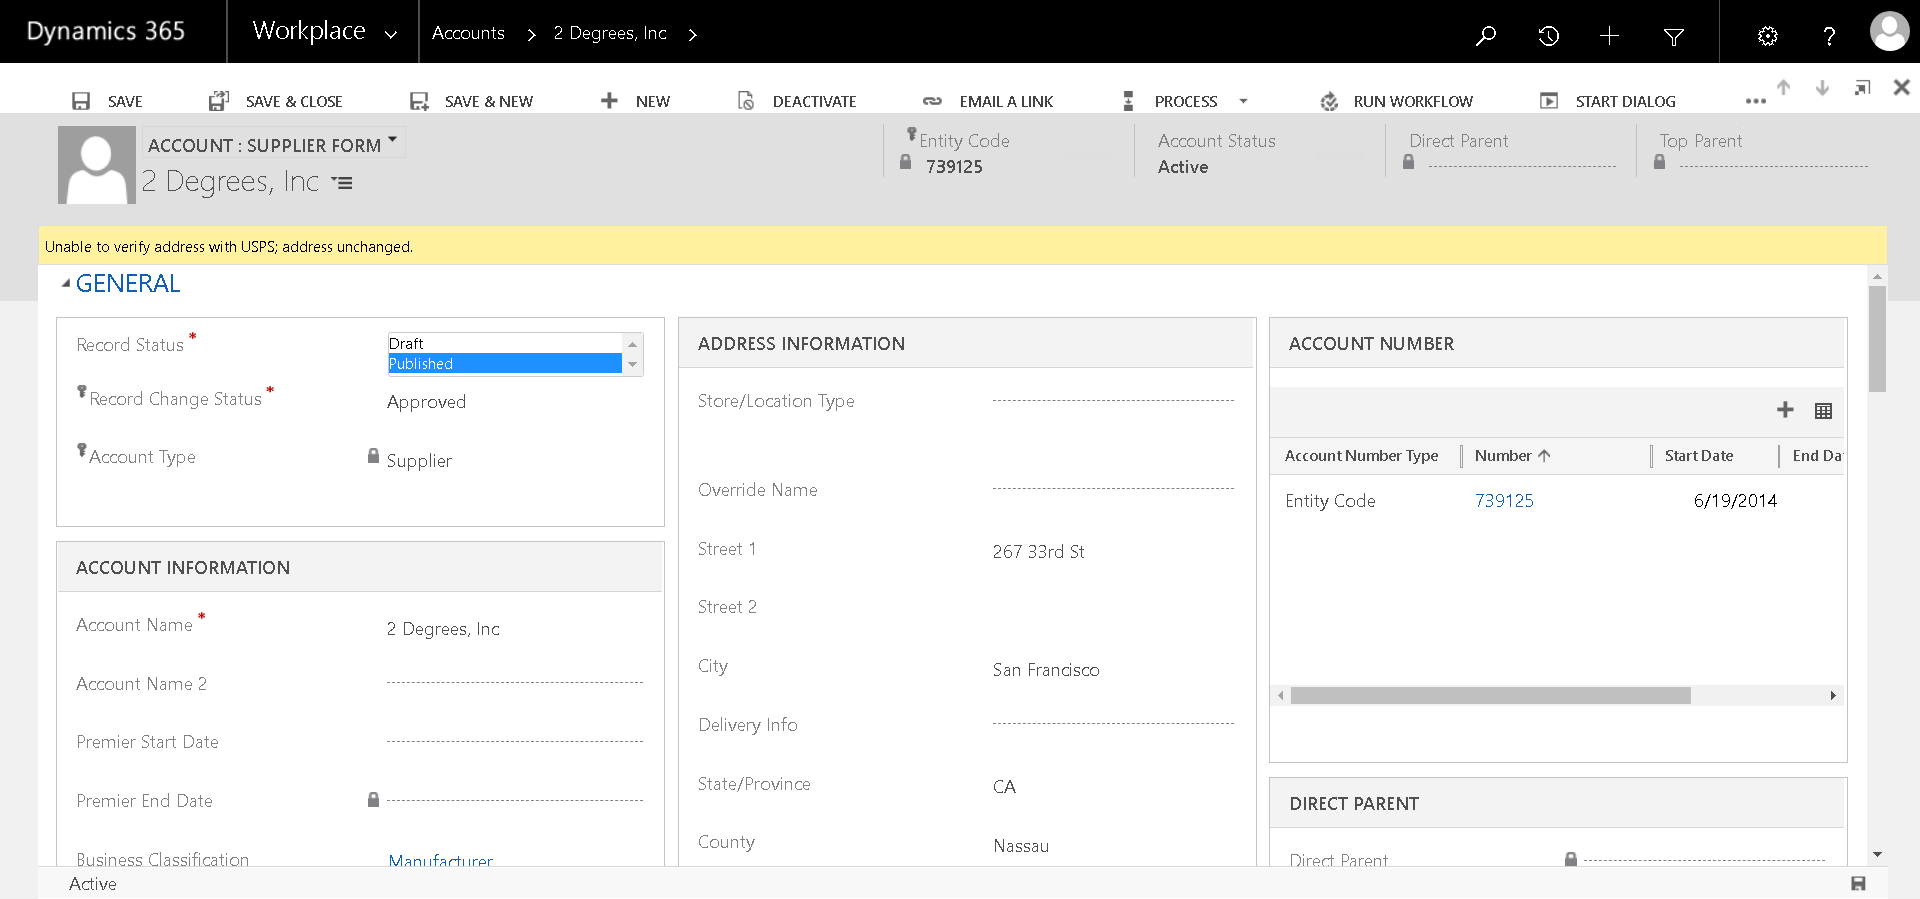 Dynamics 365
Workplace
Accounts
2 Degrees, Inc
SAVE
SAVE & CLOSE
SAVE & NEW
NEW
DEACTIVATE
EMAIL A LINK
PROCESS
RUN WORKFLOW
START DIALOG
ACCOUNT : SUPPLIER FORM
2 Degrees, Inc
Entity Code
739125
Account Status
Active
Direct Parent
Top Parent
Unable to verify address with USPS; address unchanged.
GENERAL
Record Status *
Draft
Published
Record Change Status *
Approved
Account Type
Supplier
ACCOUNT INFORMATION
Account Name *
2 Degrees, Inc
Account Name 2
Premier Start Date
Premier End Date
Business Classification
Manufacturer
ADDRESS INFORMATION
Store/Location Type
Override Name
Street 1
267 33rd St
Street 2
City
San Francisco
Delivery Info
State/Province
CA
County
Nassau
ACCOUNT NUMBER
Account Number Type
Number
Start Date
End Da
Entity Code
739125
6/19/2014
DIRECT PARENT
Direct Parent
Active